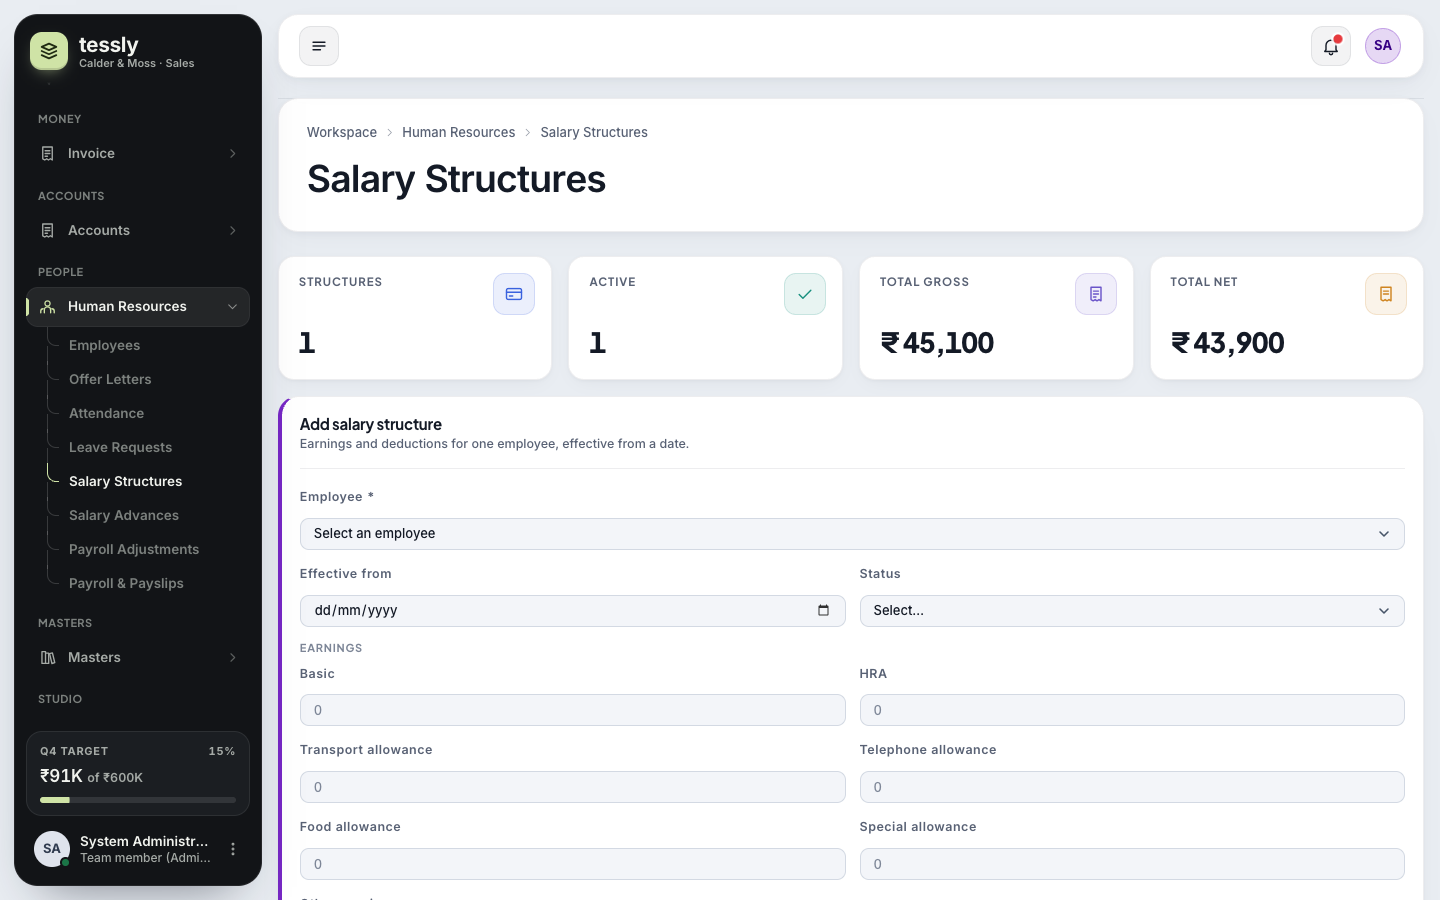 tessly
Calder & Moss · Sales
MONEY
Invoice
ACCOUNTS
Accounts
PEOPLE
Human Resources
Employees
Offer Letters
Attendance
Leave Requests
Salary Structures
Salary Advances
Payroll Adjustments
Payroll & Payslips
MASTERS
Masters
STUDIO
Q4 TARGET 15%
₹91K of ₹600K
SA
System Administr...
Team member (Admi...
SA
Workspace > Human Resources > Salary Structures
Salary Structures
STRUCTURES
1
ACTIVE
1
TOTAL GROSS
₹45,100
TOTAL NET
₹43,900
Add salary structure
Earnings and deductions for one employee, effective from a date.
Employee *
Select an employee
Effective from
dd/mm/yyyy
Status
Select...
EARNINGS
Basic
0
HRA
0
Transport allowance
0
Telephone allowance
0
Food allowance
0
Special allowance
0